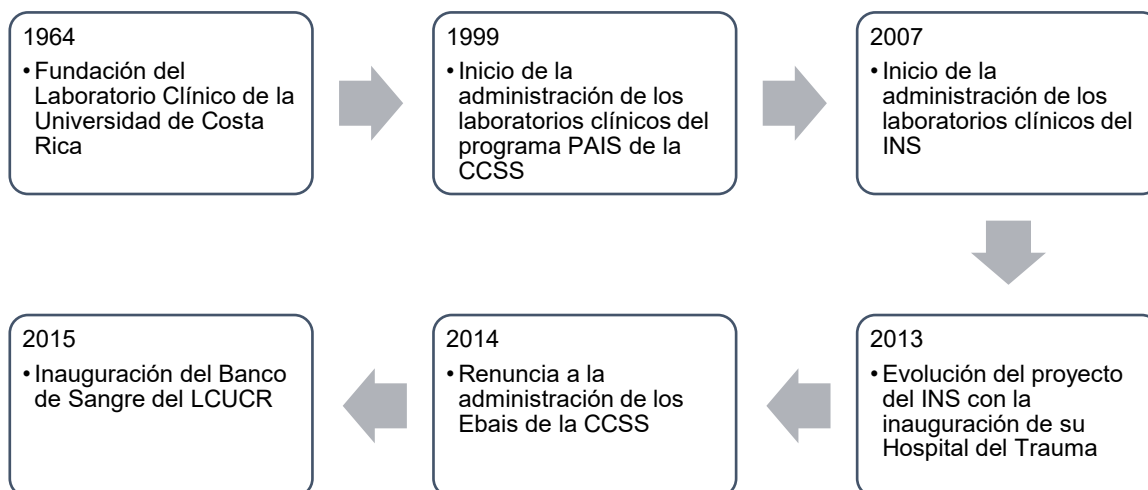 1964
•Fundación del
Laboratorio Clínico de la
Universidad de Costa
Rica
1999
•Inicio de la
administración de los
laboratorios clínicos del
programa PAIS de la
CCSS
2007
•Inicio de la
administración de los
laboratorios clínicos del
INS
2013
•Evolución del proyecto
del INS con la
inauguración de su
Hospital del Trauma
2014
•Renuncia a la
administración de los
Ebais de la CCSS
2015
•Inauguración del Banco
de Sangre del LCUCR